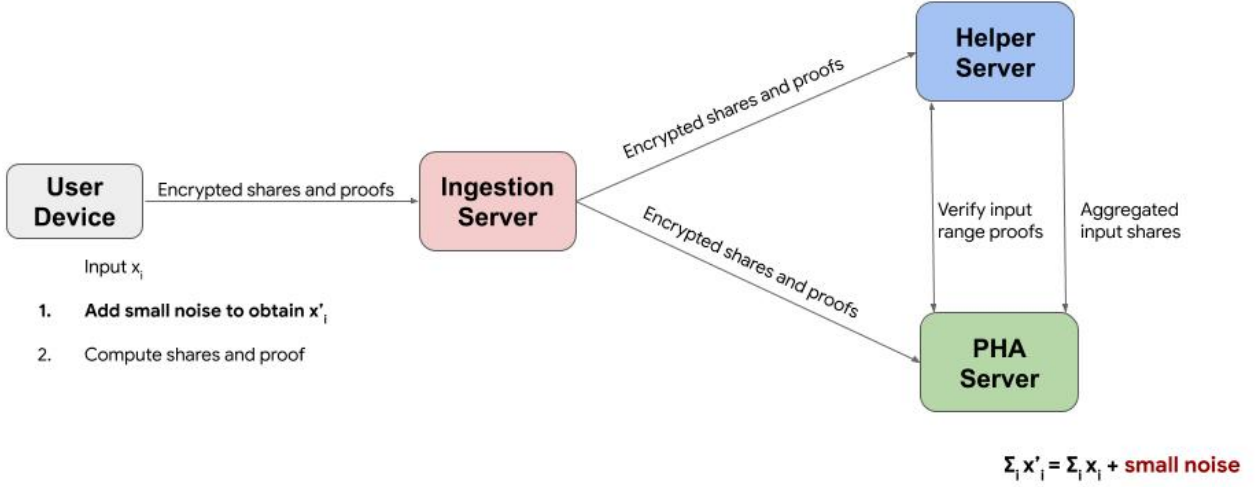 Helper
Server
Encrypted shares and proofs
User
Device
Encrypted shares and proofs
Ingestion
Server
Encrypted shares and proofs
Verify input
range proofs
Aggregated
input shares
Input xᵢ
1. Add small noise to obtain x'ᵢ
2. Compute shares and proof
PHA
Server
Σᵢ x'ᵢ = Σᵢ xᵢ + small noise